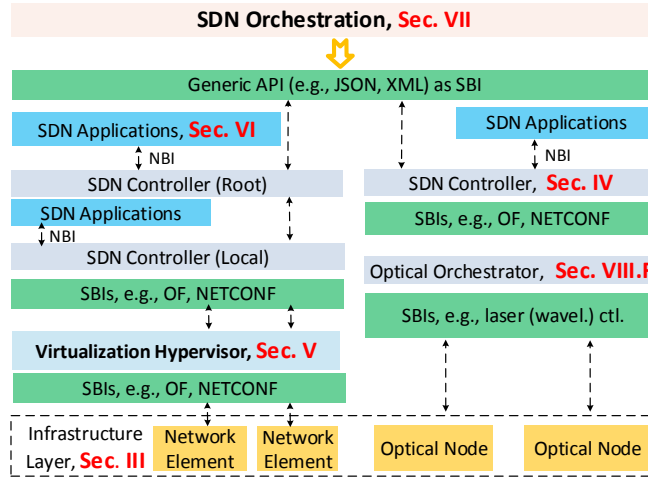 SDN Orchestration, Sec. VII
Generic API (e.g., JSON, XML) as SBI
SDN Applications, Sec. VI
NBI
SDN Controller (Root)
SDN Applications
NBI
SDN Controller (Local)
SBIs, e.g., OF, NETCONF
Virtualization Hypervisor, Sec. V
SBIs, e.g., OF, NETCONF
SDN Applications
NBI
SDN Controller, Sec. IV
SBIs, e.g., OF, NETCONF
Optical Orchestrator, Sec. VIII.F
SBIs, e.g., laser (wavel.) ctl.
Infrastructure
Layer, Sec. III
Network
Element
Network
Element
Optical Node
Optical Node